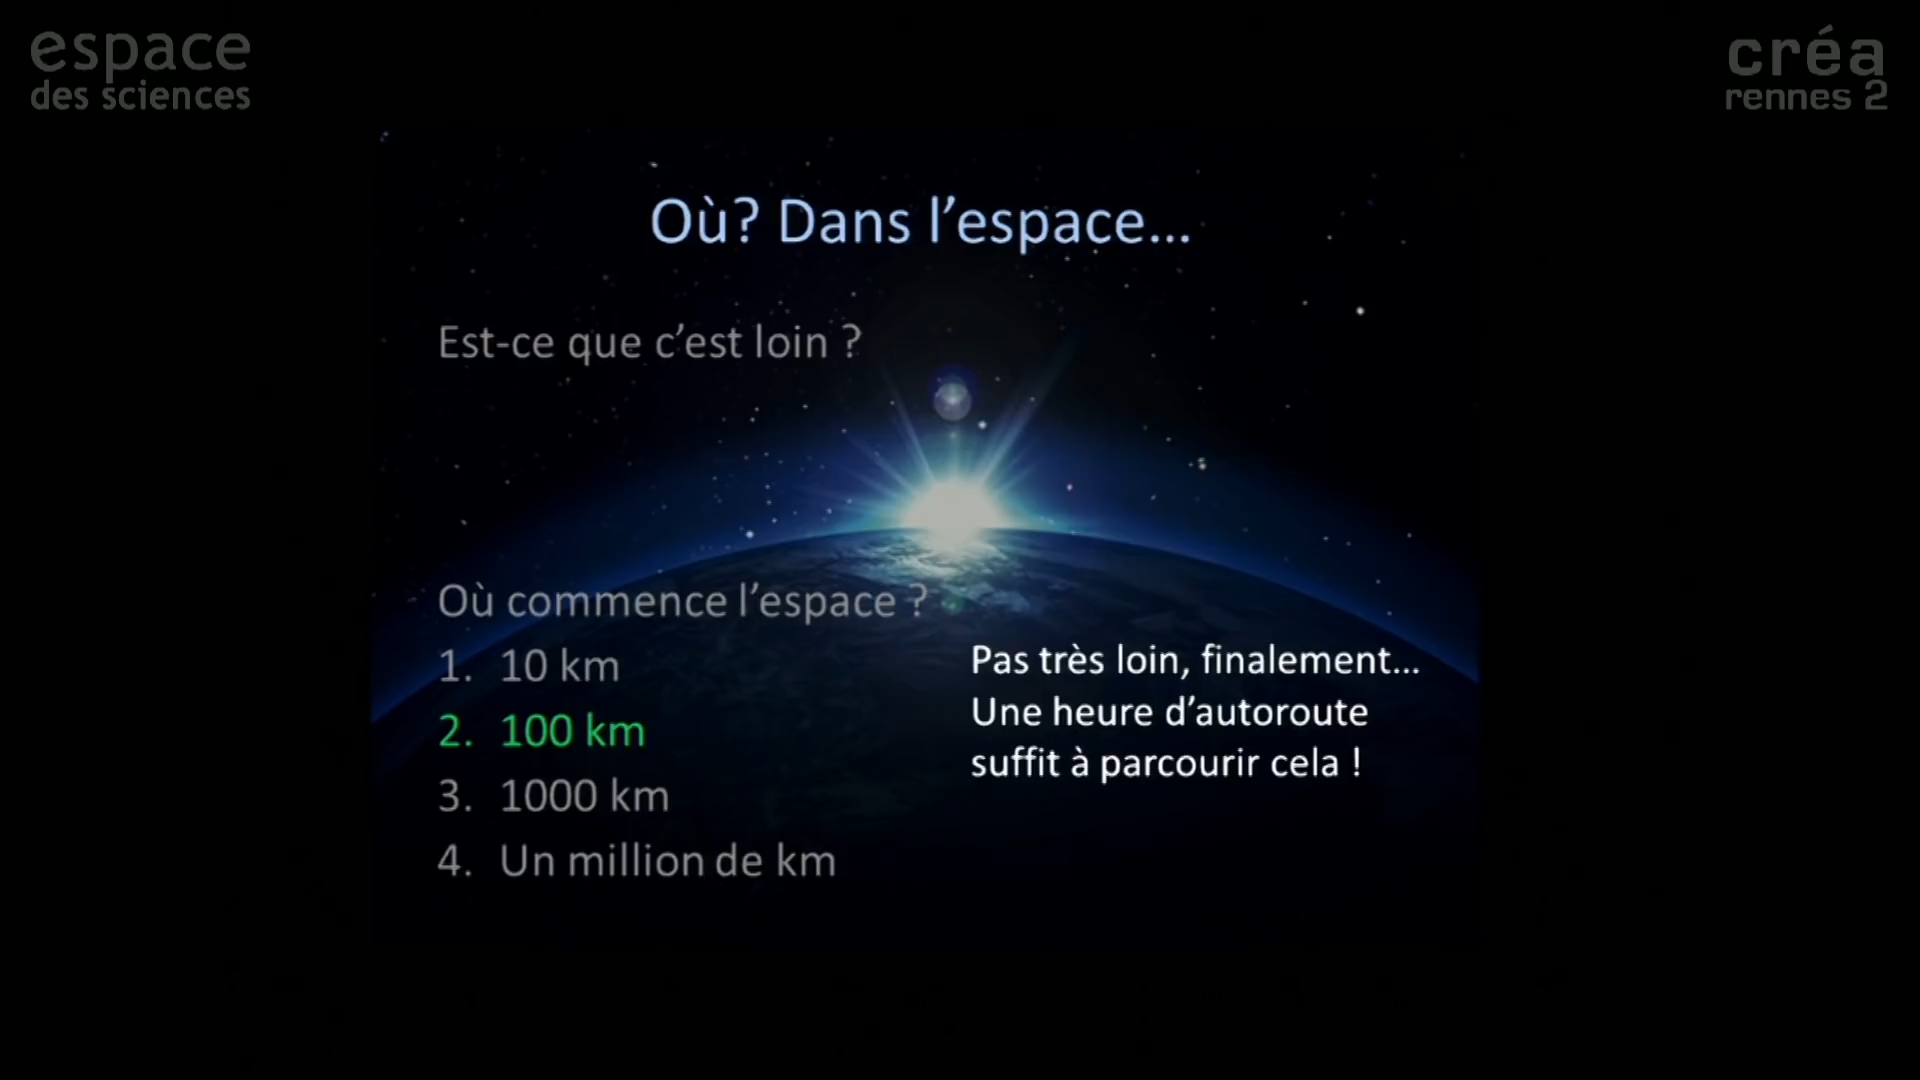 espace
des sciences
créa
rennes 2
Où? Dans l’espace…
Est-ce que c’est loin ?
Où commence l’espace ?
1. 10 km
2. 100 km
3. 1000 km
4. Un million de km
Pas très loin, finalement…
Une heure d’autoroute
suffit à parcourir cela !